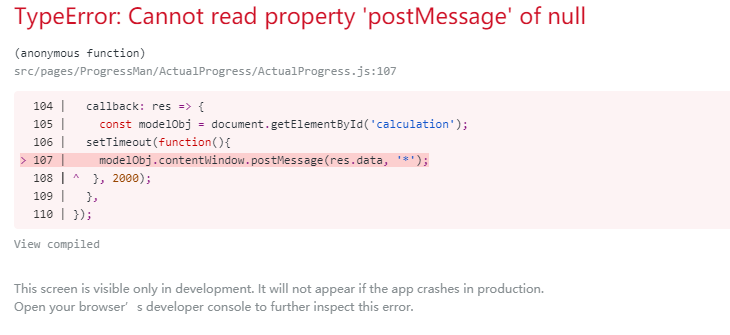 TypeError: Cannot read property 'postMessage' of null
(anonymous function)
src/pages/ProgressMan/ActualProgress/ActualProgress.js:107
104 |   callback: res => {
105 |     const modelObj = document.getElementById('calculation');
106 |   setTimeout(function(){
> 107 |     modelObj.contentWindow.postMessage(res.data, '*');
108 | ^  }, 2000);
109 |   },
110 | });
View compiled
This screen is visible only in development. It will not appear if the app crashes in production.
Open your browser’s developer console to further inspect this error.